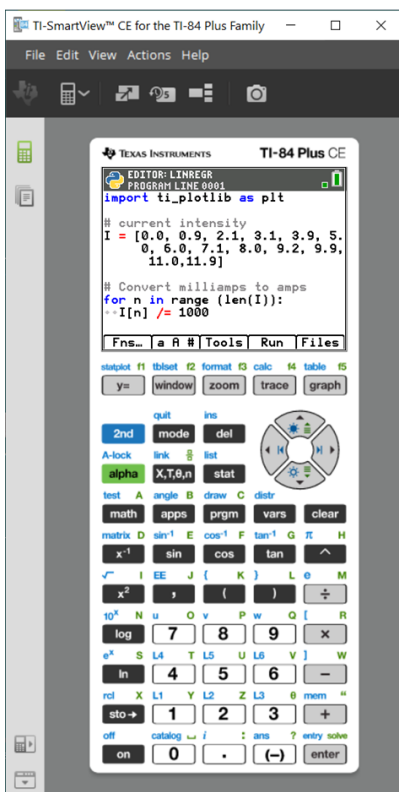 TI-SmartView™ CE for the TI-84 Plus Family
File Edit View Actions Help
TEXAS INSTRUMENTS TI-84 Plus CE
EDITOR: LINREGR
PROGRAM LINE 0001
import ti_plotlib as plt
# current intensity
I = [0.0, 0.9, 2.1, 3.1, 3.9, 5.
0, 6.0, 7.1, 8.0, 9.2, 9.9,
11.0,11.9]
# Convert milliamps to amps
for n in range (len(I)):
··I[n] /= 1000
Fns… a A # Tools Run Files
statplot f1 tblset f2 format f3 calc f4 table f5
y= window zoom trace graph
quit ins
2nd mode del
A-lock link list
alpha X,T,θ,n stat
test A angle B draw C distr
math apps prgm vars clear
matrix D sin⁻¹ E cos⁻¹ F tan⁻¹ G π H
x⁻¹ sin cos tan ^
√ I EE J { K } L e M
x² , ( ) ÷
10ˣ N u O v P w Q [ R
log 7 8 9 ×
eˣ S L4 T L5 U L6 V ] W
ln 4 5 6 −
rcl X L1 Y L2 Z L3 θ mem “
sto→ 1 2 3 +
off catalog i : ans ? entry solve
on 0 . (−) enter